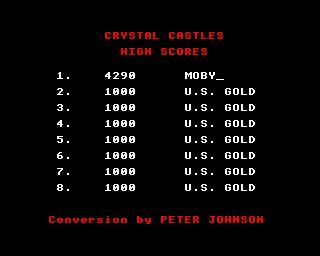 CRYSTAL CASTLES
HIGH SCORES
1. 4290 MOBY_
2. 1000 U.S. GOLD
3. 1000 U.S. GOLD
4. 1000 U.S. GOLD
5. 1000 U.S. GOLD
6. 1000 U.S. GOLD
7. 1000 U.S. GOLD
8. 1000 U.S. GOLD
Conversion by PETER JOHNSON